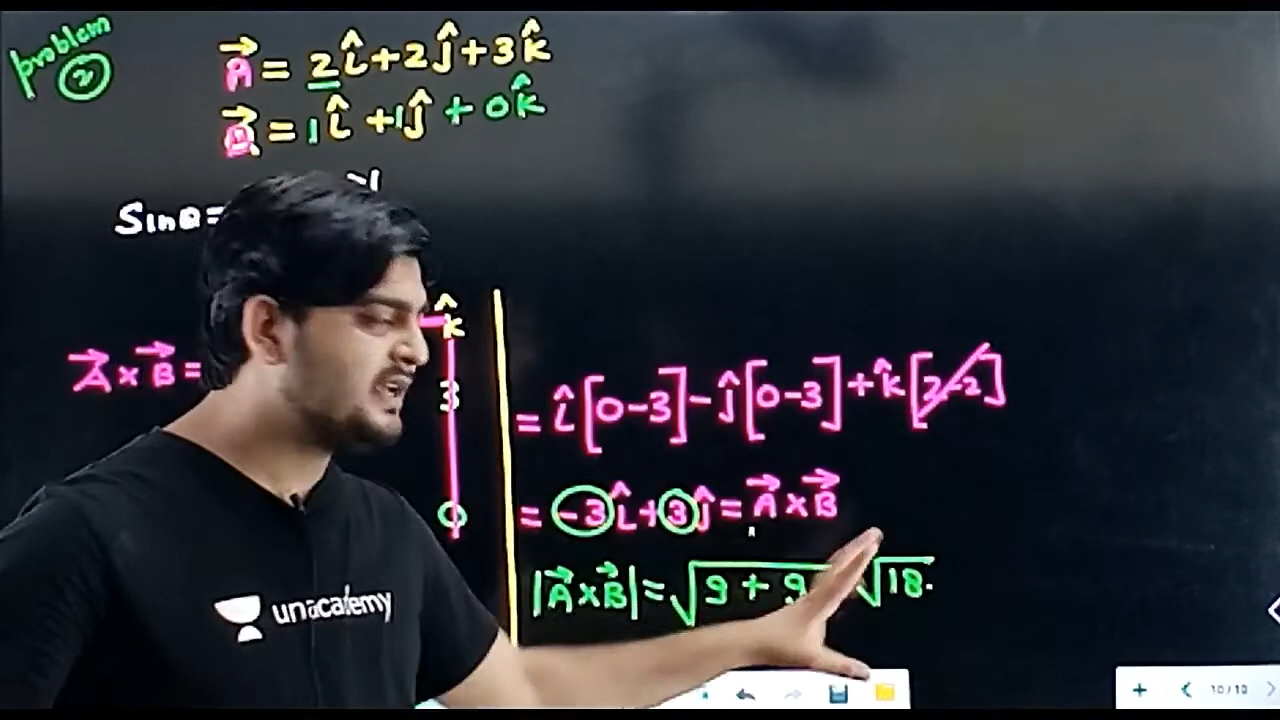 problem
2
A⃗ = 2î+2ĵ+3k̂
B⃗ = 1î+1ĵ+0k̂
-1
Sinθ=
k̂
A⃗×B⃗=
3
= î[0-3]-ĵ[0-3]+k̂[2-2]
0
= -3î+3ĵ=A⃗×B⃗
|A⃗×B⃗|=√9+9 √18.
unacademy
10/10